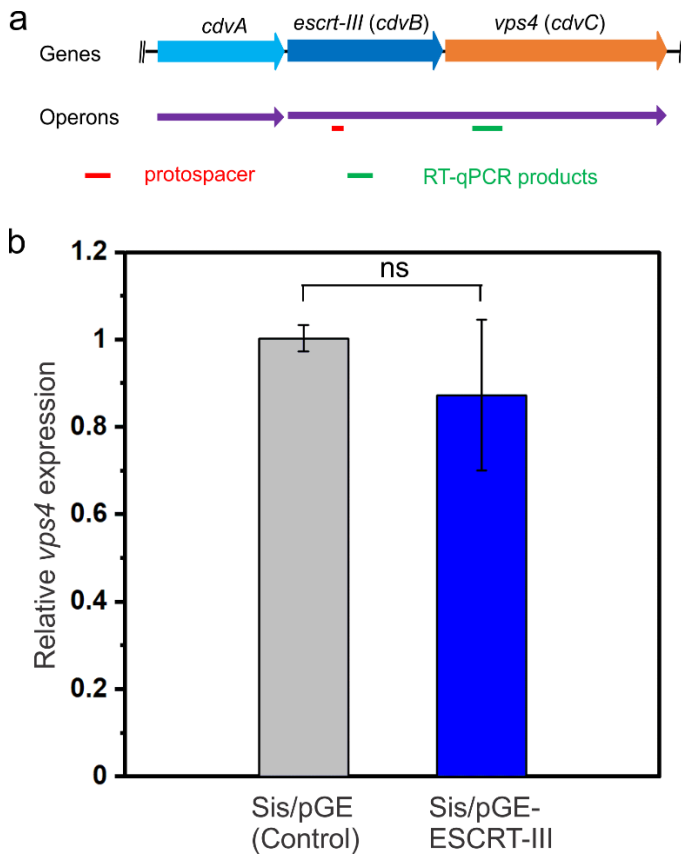 a
cdvA escrt-III (cdvB) vps4 (cdvC)
Genes
Operons
protospacer RT-qPCR products
b
1.2
1
0.8
0.6
0.4
0.2
0
Relative vps4 expression
ns
Sis/pGE
(Control)
Sis/pGE-
ESCRT-III